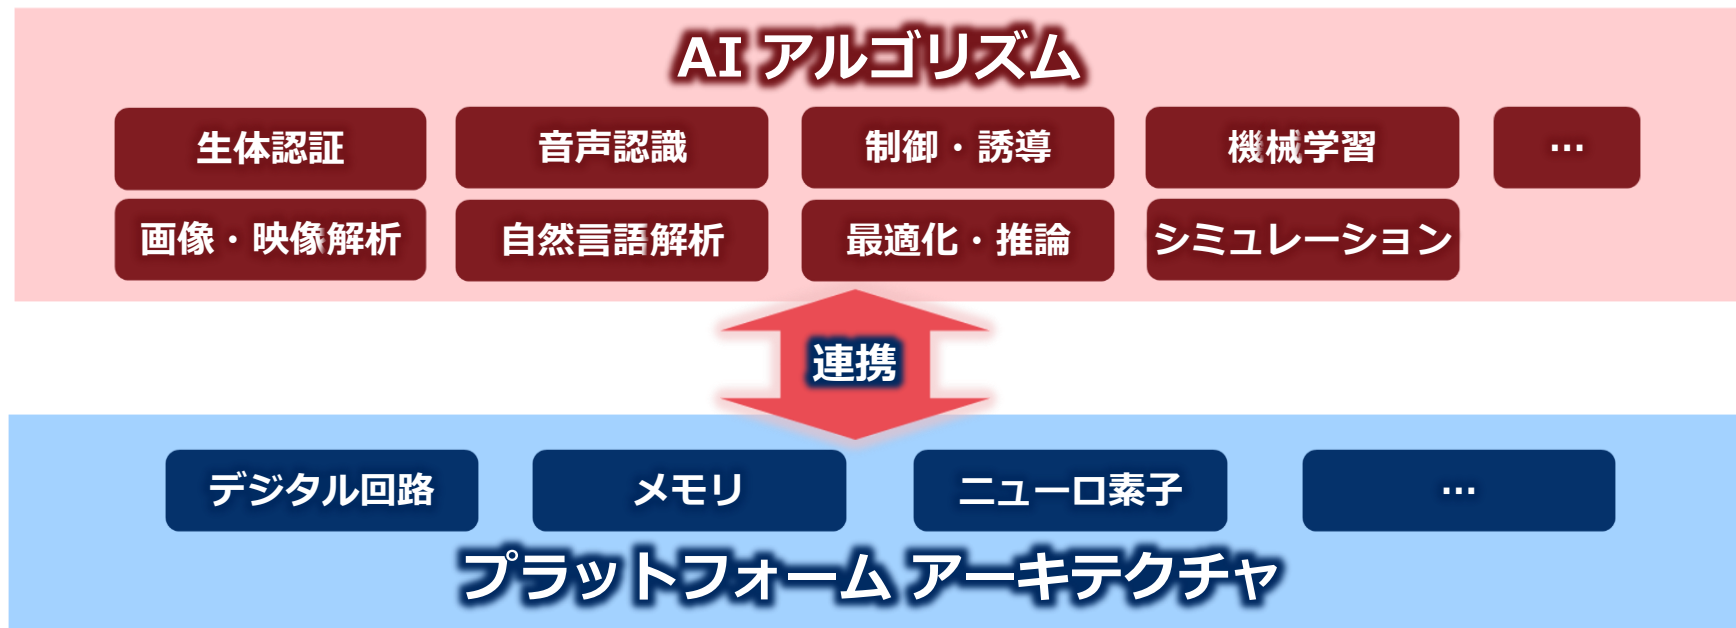 AI アルゴリズム
生体認証
音声認識
制御・誘導
機械学習
…
画像・映像解析
自然言語解析
最適化・推論
シミュレーション
連携
デジタル回路
メモリ
ニューロ素子
…
プラットフォーム アーキテクチャ